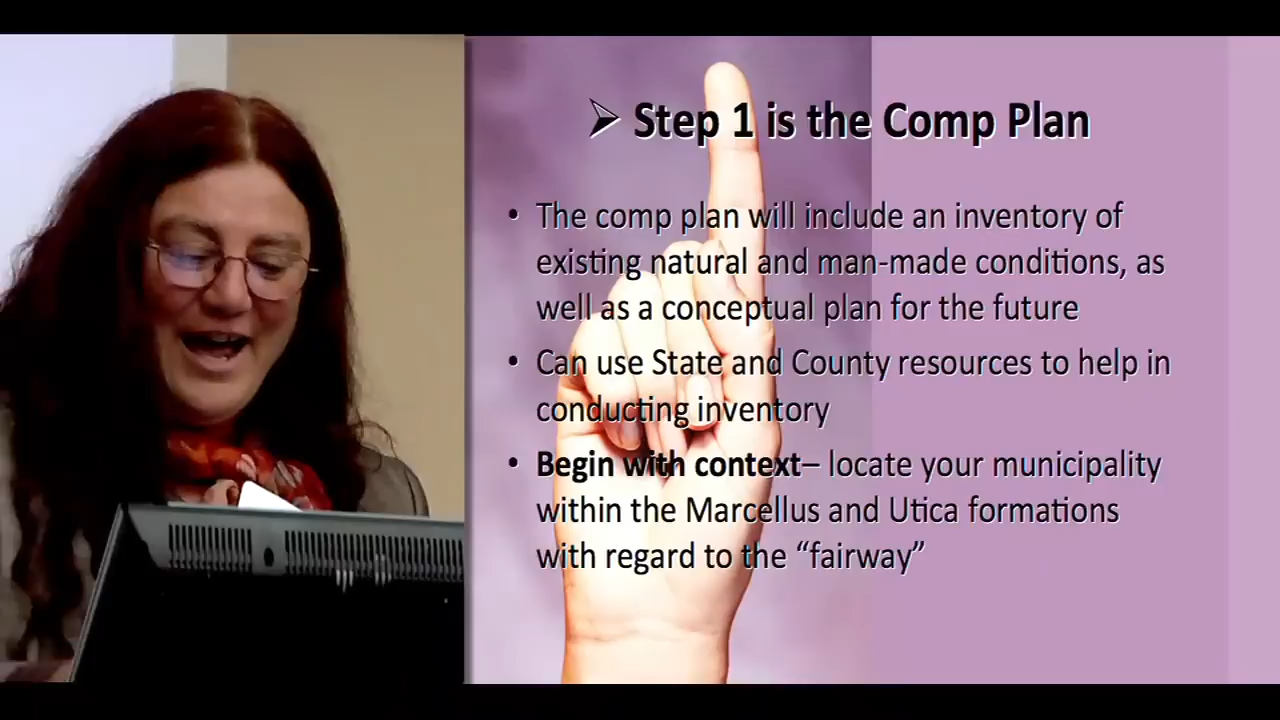 ➢ Step 1 is the Comp Plan
• The comp plan will include an inventory of
existing natural and man-made conditions, as
well as a conceptual plan for the future
• Can use State and County resources to help in
conducting inventory
• Begin with context– locate your municipality
within the Marcellus and Utica formations
with regard to the “fairway”